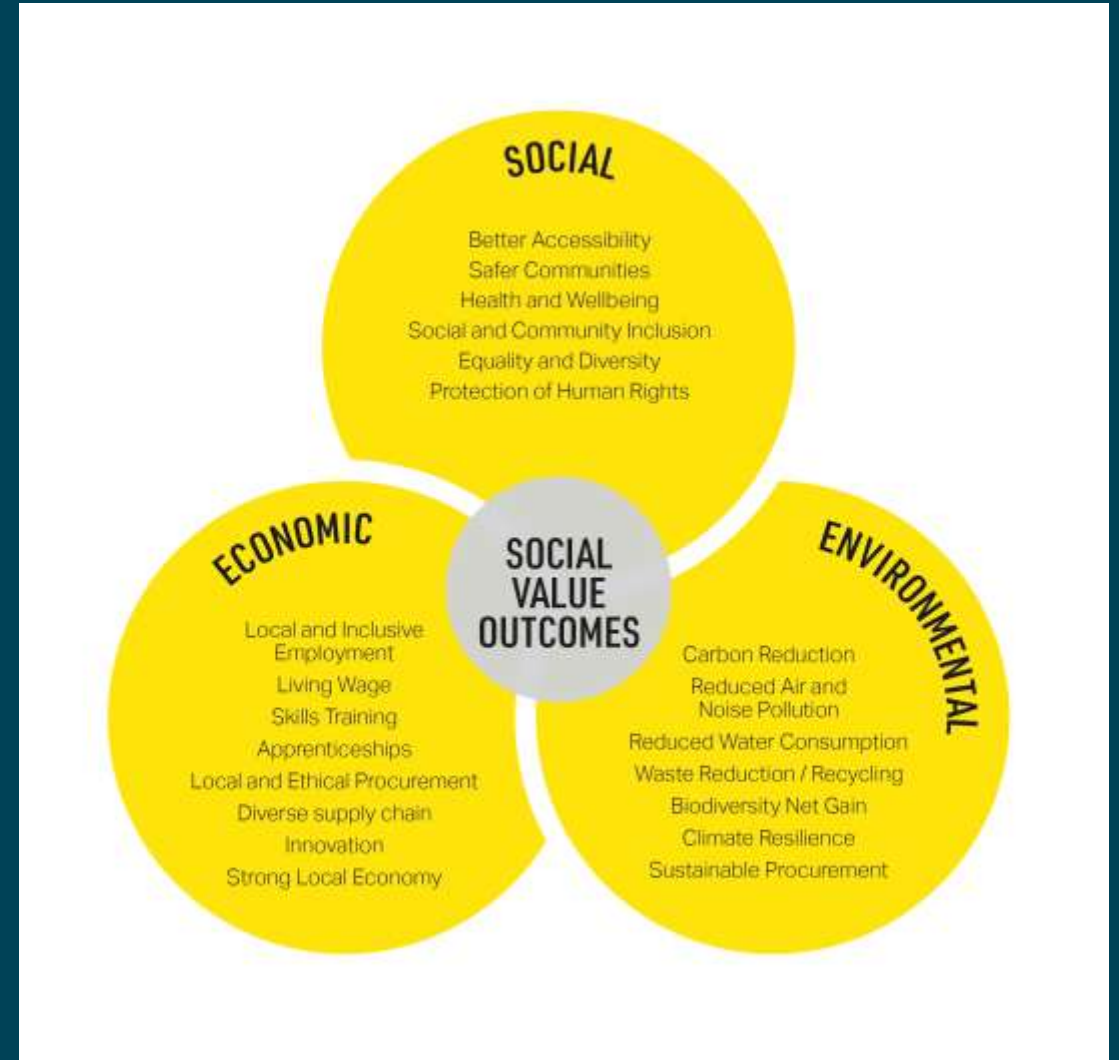 SOCIAL
Better Accessibility
Safer Communities
Health and Wellbeing
Social and Community Inclusion
Equality and Diversity
Protection of Human Rights
SOCIAL
VALUE
OUTCOMES
ECONOMIC
Local and Inclusive
Employment
Living Wage
Skills Training
Apprenticeships
Local and Ethical Procurement
Diverse supply chain
Innovation
Strong Local Economy
ENVIRONMENTAL
Carbon Reduction
Reduced Air and
Noise Pollution
Reduced Water Consumption
Waste Reduction / Recycling
Biodiversity Net Gain
Climate Resilience
Sustainable Procurement